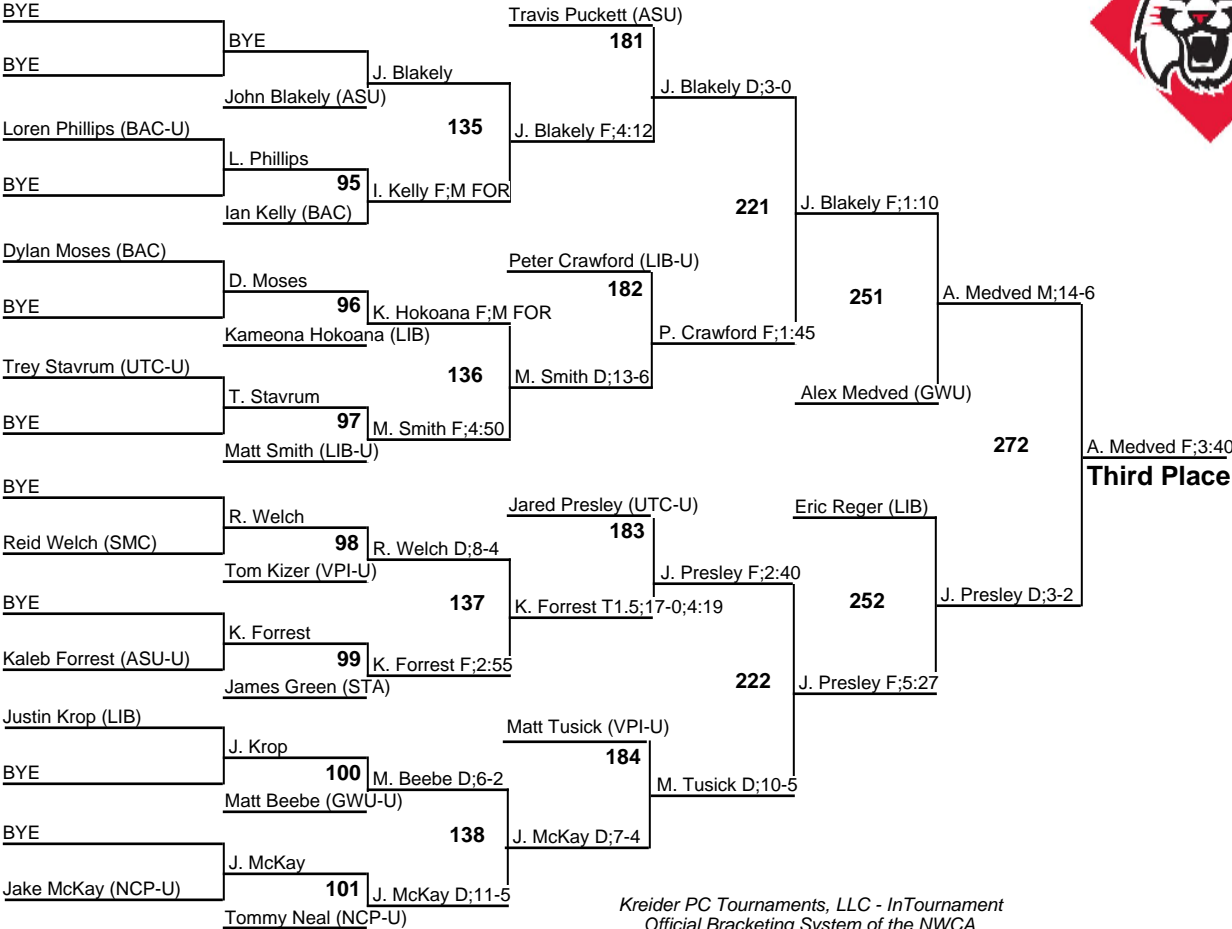 BYE
BYE
BYE
John Blakely (ASU)
J. Blakely
Loren Phillips (BAC-U)
BYE
L. Phillips
95
Ian Kelly (BAC)
I. Kelly F;M FOR
135
J. Blakely F;4:12
Travis Puckett (ASU)
181
J. Blakely D;3-0
Dylan Moses (BAC)
BYE
D. Moses
96
Kameona Hokoana (LIB)
K. Hokoana F;M FOR
Trey Stavrum (UTC-U)
BYE
T. Stavrum
97
Matt Smith (LIB-U)
M. Smith F;4:50
136
M. Smith D;13-6
Peter Crawford (LIB-U)
182
P. Crawford F;1:45
221
J. Blakely F;1:10
251
Alex Medved (GWU)
A. Medved M;14-6
BYE
Reid Welch (SMC)
R. Welch
98
Tom Kizer (VPI-U)
R. Welch D;8-4
BYE
Kaleb Forrest (ASU-U)
K. Forrest
99
James Green (STA)
K. Forrest F;2:55
137
K. Forrest T1.5;17-0;4:19
Jared Presley (UTC-U)
183
J. Presley F;2:40
Justin Krop (LIB)
BYE
J. Krop
100
Matt Beebe (GWU-U)
M. Beebe D;6-2
BYE
Jake McKay (NCP-U)
J. McKay
101
Tommy Neal (NCP-U)
J. McKay D;11-5
138
J. McKay D;7-4
Matt Tusick (VPI-U)
184
M. Tusick D;10-5
222
J. Presley F;5:27
Eric Reger (LIB)
252
J. Presley D;3-2
272
A. Medved F;3:40
Third Place
Kreider PC Tournaments, LLC - InTournament
Official Bracketing System of the NWCA